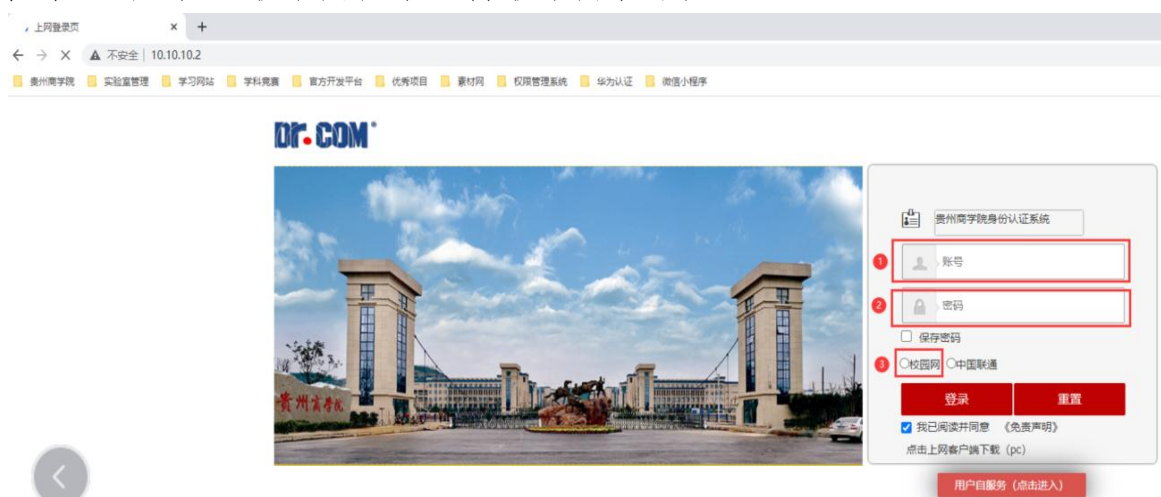 上网登录页
不安全 | 10.10.10.2
贵州商学院 实验室管理 学习网站 学科竞赛 官方开发平台 优秀项目 素材网 权限管理系统 华为认证 微信小程序
Dr.COM
贵州商学院
贵州商学院身份认证系统
1 账号
2 密码
保存密码
3 校园网 中国联通
登录 重置
我已阅读并同意 《免责声明》
点击上网客户端下载（pc）
用户自服务（点击进入）